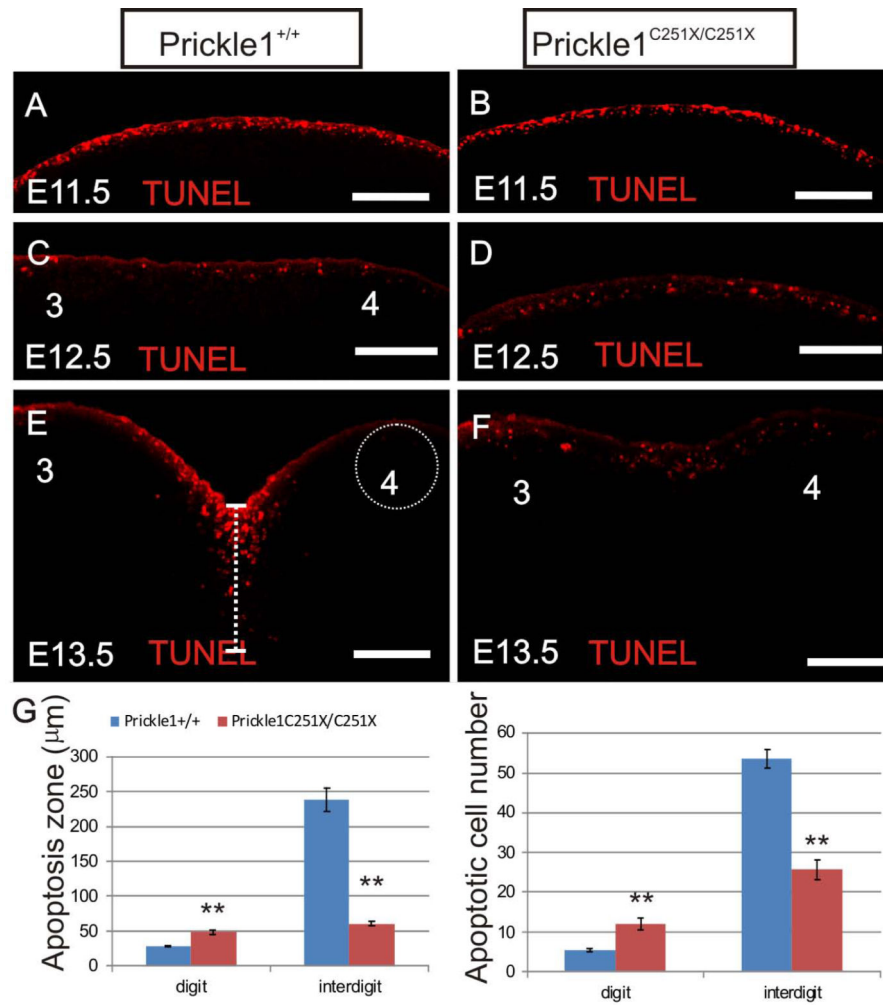 Prickle1+/+
Prickle1C251X/C251X
A
E11.5 TUNEL
B
E11.5 TUNEL
C
3 4
E12.5 TUNEL
D
E12.5 TUNEL
E
3 4
E13.5 TUNEL
F
3 4
E13.5 TUNEL
G
Prickle1+/+ Prickle1C251X/C251X
Apoptosis zone (μm)
300
250
200
150
100
50
0
**
**
digit interdigit
Apoptotic cell number
60
50
40
30
20
10
0
**
**
digit interdigit